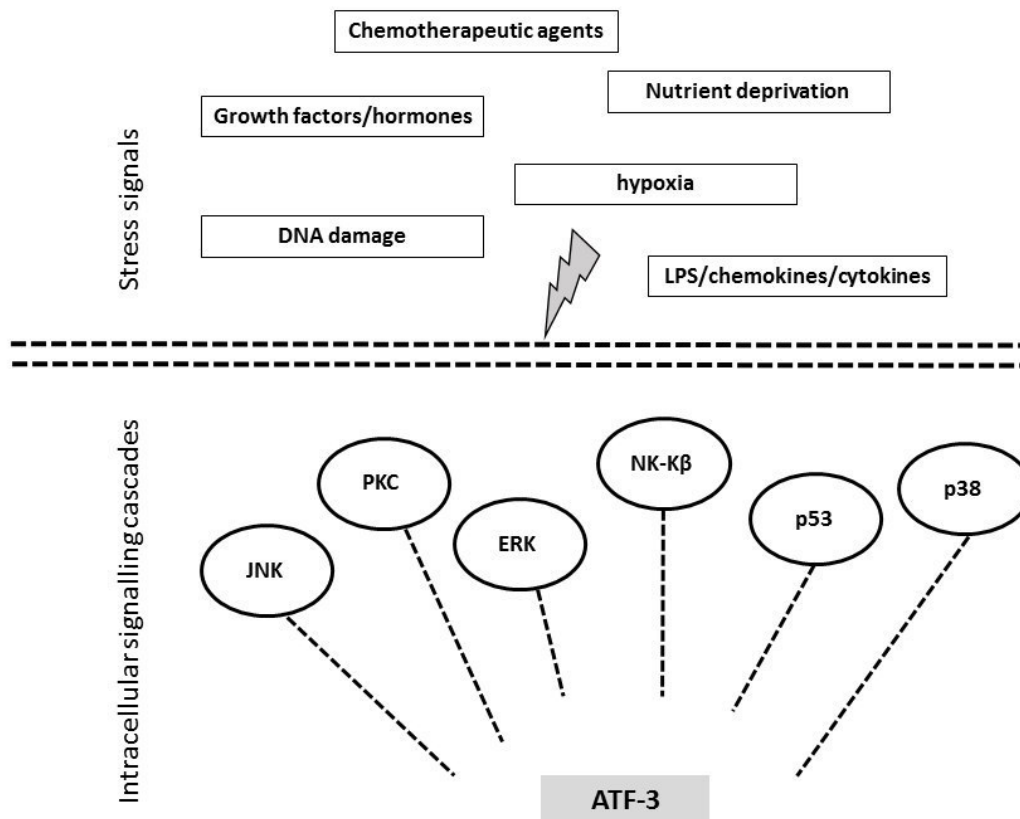 Chemotherapeutic agents
Nutrient deprivation
Growth factors/hormones
hypoxia
DNA damage
LPS/chemokines/cytokines
Stress signals
NK-Kβ
p38
PKC
p53
ERK
JNK
Intracellular signalling cascades
ATF-3